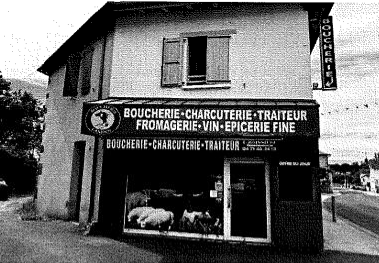 BOUCHERIE
BOUCHERIE • CHARCUTERIE • TRAITEUR
FROMAGERIE • VIN • EPICERIE FINE
BOUCHERIE • CHARCUTERIE • TRAITEUR